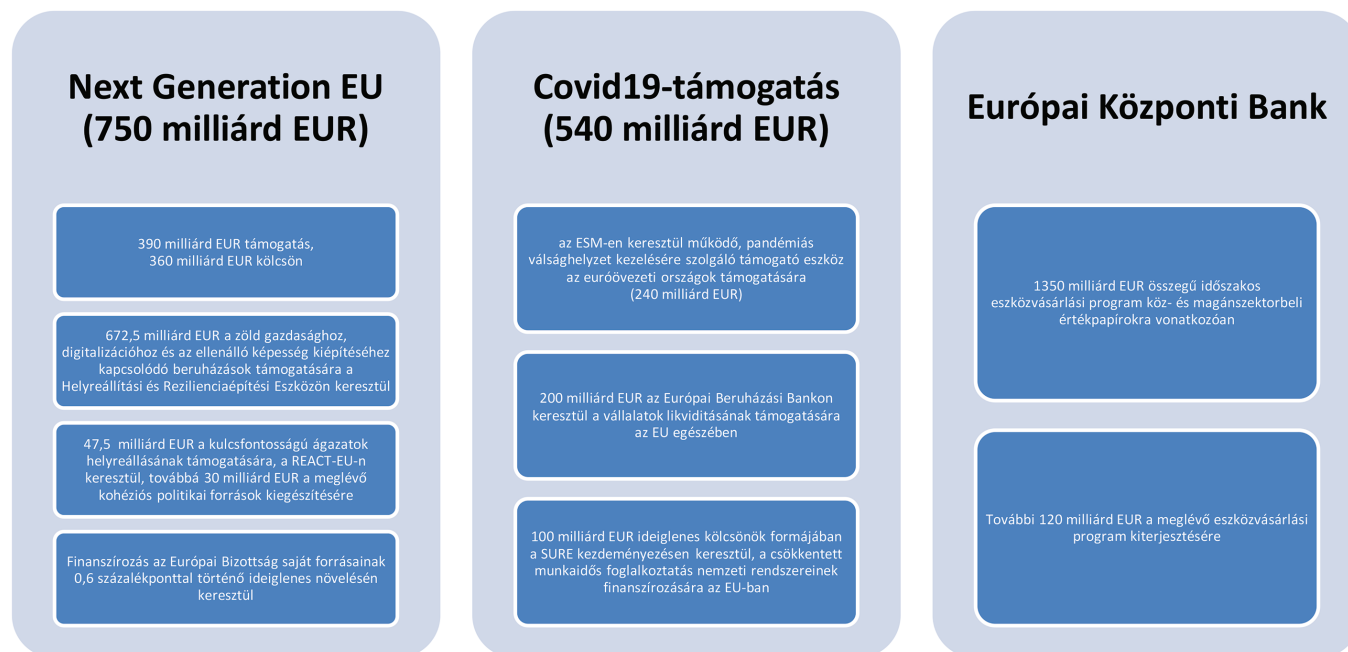 Next Generation EU
(750 milliárd EUR)
390 milliárd EUR támogatás,
360 milliárd EUR kölcsön
672,5 milliárd EUR a zöld gazdasághoz,
digitalizációhoz és az ellenálló képesség kiépítéséhez
kapcsolódó beruházások támogatására a
Helyreállítási és Rezilienciaépítési Eszközön keresztül
47,5  milliárd EUR a kulcsfontosságú ágazatok
helyreállásának támogatására, a REACT-EU-n
keresztül, továbbá 30 milliárd EUR a meglévő
kohéziós politikai források kiegészítésére
Finanszírozás az Európai Bizottság saját forrásainak
0,6 százalékponttal történő ideiglenes növelésén
keresztül
Covid19-támogatás
(540 milliárd EUR)
az ESM-en keresztül működő, pandémiás
válsághelyzet kezelésére szolgáló támogató eszköz
az euróövezeti országok támogatására
(240 milliárd EUR)
200 milliárd EUR az Európai Beruházási Bankon
keresztül a vállalatok likviditásának támogatására
az EU egészében
100 milliárd EUR ideiglenes kölcsönök formájában
a SURE kezdeményezésen keresztül, a csökkentett
munkaidős foglalkoztatás nemzeti rendszereinek
finanszírozására az EU-ban
Európai Központi Bank
1350 milliárd EUR összegű időszakos
eszközvásárlási program köz- és magánszektorbeli
értékpapírokra vonatkozóan
További 120 milliárd EUR a meglévő eszközvásárlási
program kiterjesztésére